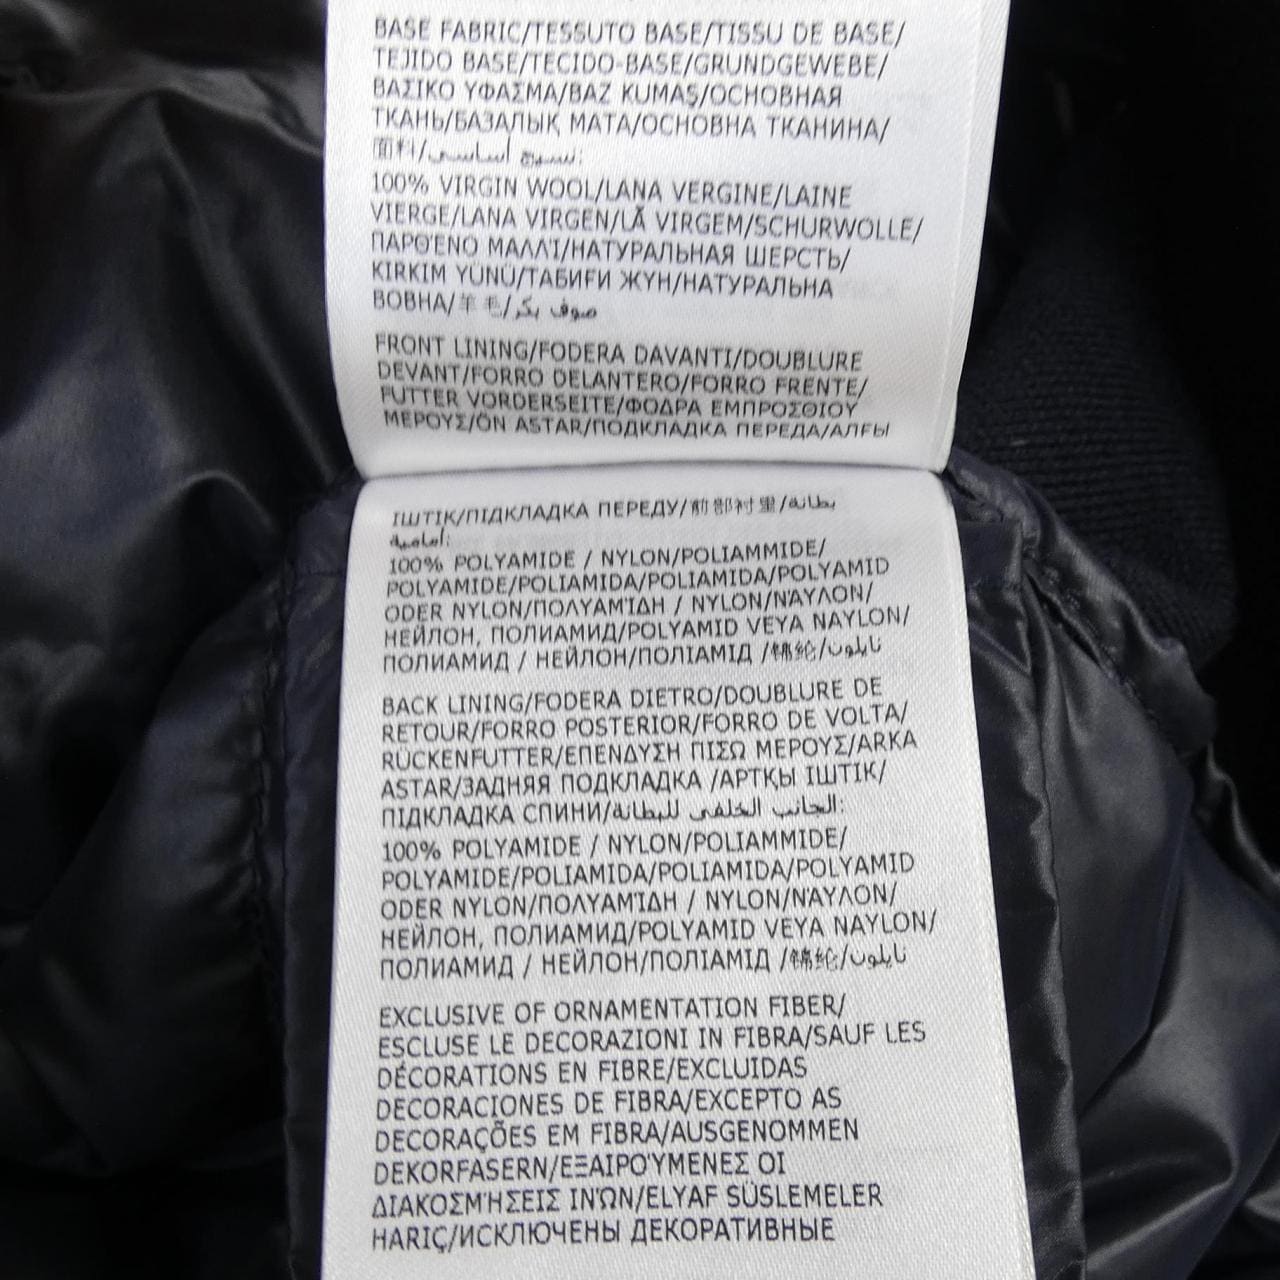 BASE FABRIC/TESSUTO BASE/TISSU DE BASE/
TEJIDO BASE/TECIDO-BASE/GRUNDGEWEBE/
ΒΑΣΙΚΟ ΥΦΑΣΜΑ/BAZ KUMAŞ/ОСНОВНАЯ
ТКАНЬ/БАЗАЛЫҚ МАТА/ОСНОВНА ТКАНИНА/
面料/نسيج أساسي:
100% VIRGIN WOOL/LANA VERGINE/LAINE
VIERGE/LANA VIRGEN/LÃ VIRGEM/SCHURWOLLE/
ΠΑΡΘΈΝΟ ΜΑΛΛΊ/НАТУРАЛЬНАЯ ШЕРСТЬ/
KIRKIM YÜNÜ/ТАБИҒИ ЖҮН/НАТУРАЛЬНА
ВОВНА/羊毛/صوف بكر
FRONT LINING/FODERA DAVANTI/DOUBLURE
DEVANT/FORRO DELANTERO/FORRO FRENTE/
FUTTER VORDERSEITE/ΦΟΔΡΑ ΕΜΠΡΟΣΘΙΟΥ
ΜΕΡΟΥΣ/ÖN ASTAR/ПОДКЛАДКА ПЕРЕДА/АЛҒЫ
ІШТІК/ПІДКЛАДКА ПЕРЕДУ/前部衬里/بطانة
أمامية:
100% POLYAMIDE / NYLON/POLIAMMIDE/
POLYAMIDE/POLIAMIDA/POLIAMIDA/POLYAMID
ODER NYLON/ΠΟΛΥΑΜΊΔΗ / NYLON/ΝΆΥΛΟΝ/
НЕЙЛОН, ПОЛИАМИД/POLYAMID VEYA NAYLON/
ПОЛИАМИД / НЕЙЛОН/ПОЛІАМІД /锦纶/نايلون
BACK LINING/FODERA DIETRO/DOUBLURE DE
RETOUR/FORRO POSTERIOR/FORRO DE VOLTA/
RÜCKENFUTTER/ΕΠΕΝΔΥΣΗ ΠΙΣΩ ΜΕΡΟΥΣ/ARKA
ASTAR/ЗАДНЯЯ ПОДКЛАДКА /АРТҚЫ ІШТІК/
ПІДКЛАДКА СПИНИ/الجانب الخلفي للبطانة:
100% POLYAMIDE / NYLON/POLIAMMIDE/
POLYAMIDE/POLIAMIDA/POLIAMIDA/POLYAMID
ODER NYLON/ΠΟΛΥΑΜΊΔΗ / NYLON/ΝΆΥΛΟΝ/
НЕЙЛОН, ПОЛИАМИД/POLYAMID VEYA NAYLON/
ПОЛИАМИД / НЕЙЛОН/ПОЛІАМІД /锦纶/نايلون
EXCLUSIVE OF ORNAMENTATION FIBER/
ESCLUSE LE DECORAZIONI IN FIBRA/SAUF LES
DÉCORATIONS EN FIBRE/EXCLUIDAS
DECORACIONES DE FIBRA/EXCEPTO AS
DECORAÇÕES EM FIBRA/AUSGENOMMEN
DEKORFASERN/ΕΞΑΙΡΟΎΜΕΝΕΣ ΟΙ
ΔΙΑΚΟΣΜΉΣΕΙΣ ΙΝΏΝ/ELYAF SÜSLEMELER
HARİÇ/ИСКЛЮЧЕНЫ ДЕКОРАТИВНЫЕ